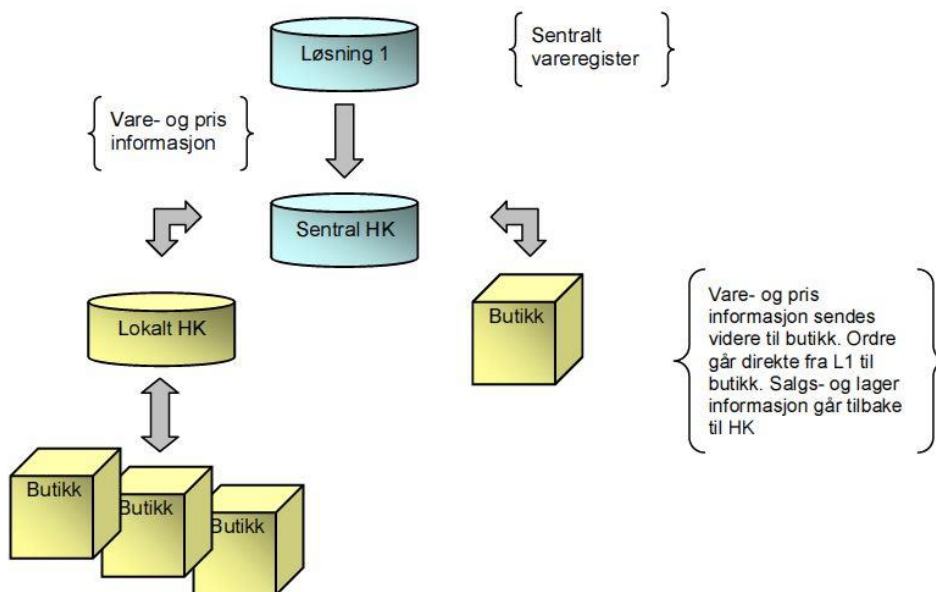 Løsning 1
Sentralt
vareregister
Vare- og pris
informasjon
Sentral HK
Lokalt HK
Butikk
Vare- og pris
informasjon sendes
videre til butikk. Ordre
går direkte fra L1 til
butikk. Salgs- og lager
informasjon går tilbake
til HK
Butikk
Butikk
Butikk